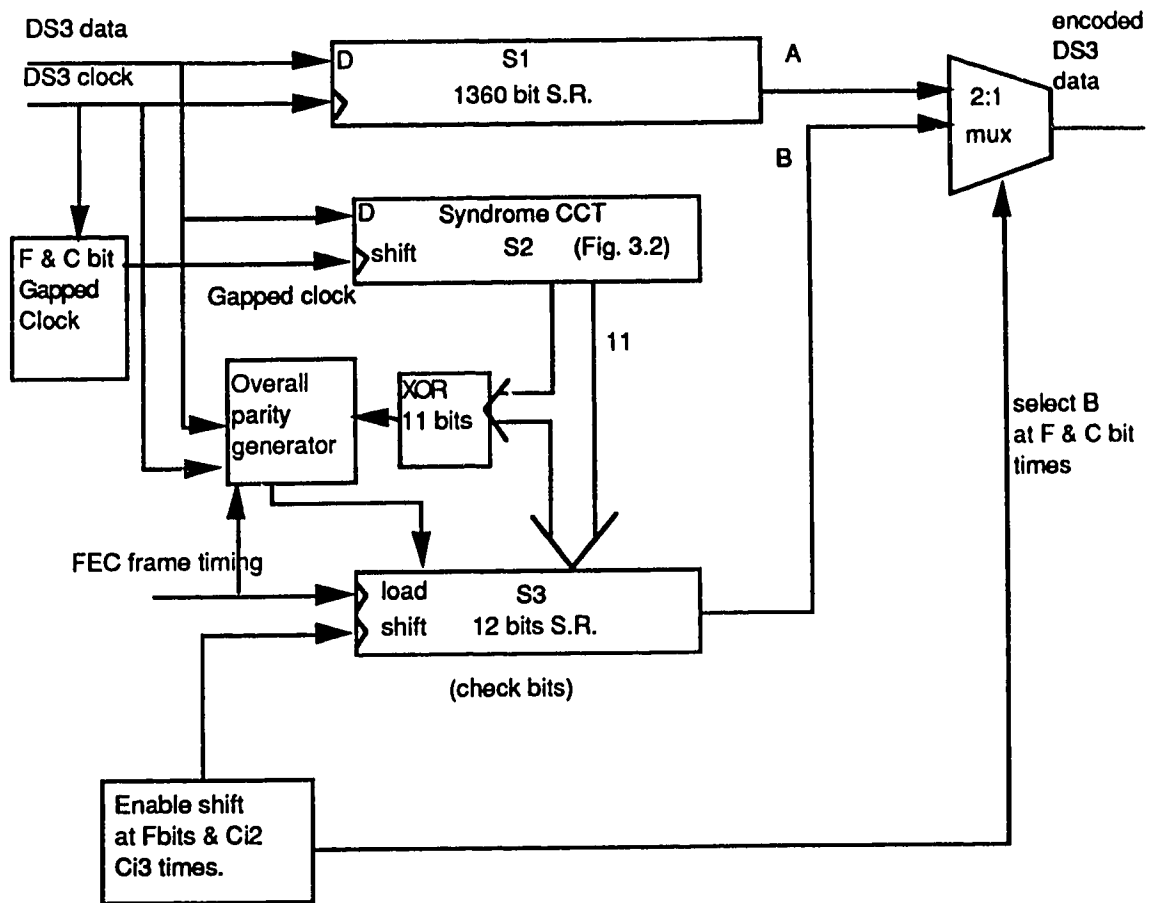 DS3 data
DS3 clock
D
S1
1360 bit S.R.
A
B
encoded
DS3
data
2:1
mux
D
Syndrome CCT
shift
S2 (Fig. 3.2)
F & C bit
Gapped
Clock
Gapped clock
11
Overall
parity
generator
XOR
11 bits
select B
at F & C bit
times
FEC frame timing
load
S3
shift
12 bits S.R.
(check bits)
Enable shift
at Fbits & Ci2
Ci3 times.